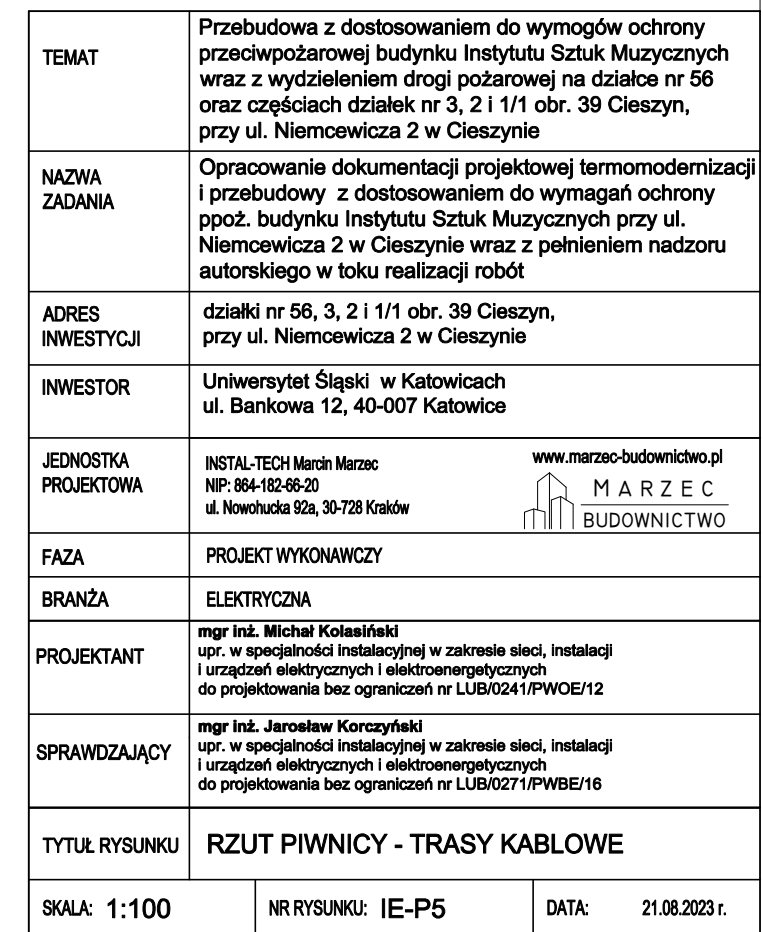 TEMAT
Przebudowa z dostosowaniem do wymogów ochrony
przeciwpożarowej budynku Instytutu Sztuk Muzycznych
wraz z wydzieleniem drogi pożarowej na działce nr 56
oraz częściach działek nr 3, 2 i 1/1 obr. 39 Cieszyn,
przy ul. Niemcewicza 2 w Cieszynie
NAZWA
ZADANIA
Opracowanie dokumentacji projektowej termomodernizacji
i przebudowy z dostosowaniem do wymagań ochrony
ppoż. budynku Instytutu Sztuk Muzycznych przy ul.
Niemcewicza 2 w Cieszynie wraz z pełnieniem nadzoru
autorskiego w toku realizacji robót
ADRES
INWESTYCJI
działki nr 56, 3, 2 i 1/1 obr. 39 Cieszyn,
przy ul. Niemcewicza 2 w Cieszynie
INWESTOR
Uniwersytet Śląski w Katowicach
ul. Bankowa 12, 40-007 Katowice
JEDNOSTKA
PROJEKTOWA
INSTAL-TECH Marcin Marzec
NIP: 864-182-66-20
ul. Nowohucka 92a, 30-728 Kraków
www.marzec-budownictwo.pl
MARZEC
BUDOWNICTWO
FAZA PROJEKT WYKONAWCZY
BRANŻA ELEKTRYCZNA
PROJEKTANT
mgr inż. Michał Kolasiński
upr. w specjalności instalacyjnej w zakresie sieci, instalacji
i urządzeń elektrycznych i elektroenergetycznych
do projektowania bez ograniczeń nr LUB/0241/PWOE/12
SPRAWDZAJĄCY
mgr inż. Jarosław Korczyński
upr. w specjalności instalacyjnej w zakresie sieci, instalacji
i urządzeń elektrycznych i elektroenergetycznych
do projektowania bez ograniczeń nr LUB/0271/PWBE/16
TYTUŁ RYSUNKU RZUT PIWNICY - TRASY KABLOWE
SKALA: 1:100 NR RYSUNKU: IE-P5 DATA: 21.08.2023 r.